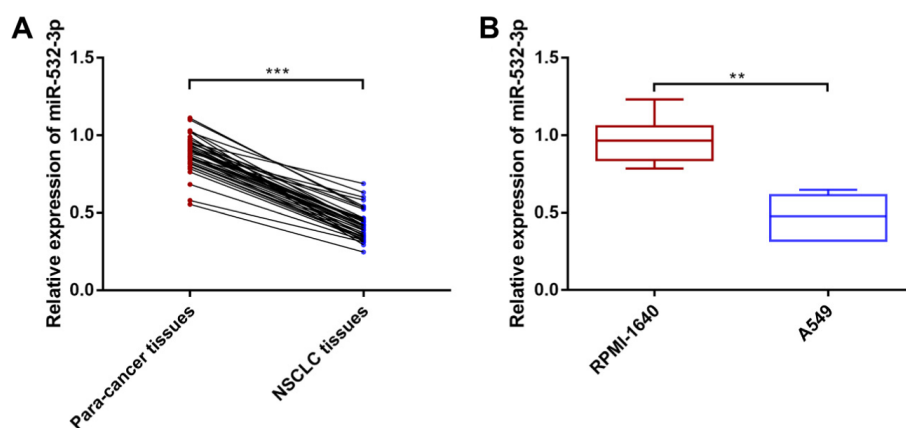 A
Relative expression of miR-532-3p
1.5
1.0
0.5
0.0
***
Para-cancer tissues
NSCLC tissues
B
Relative expression of miR-532-3p
1.5
1.0
0.5
0.0
**
RPMI-1640
A549